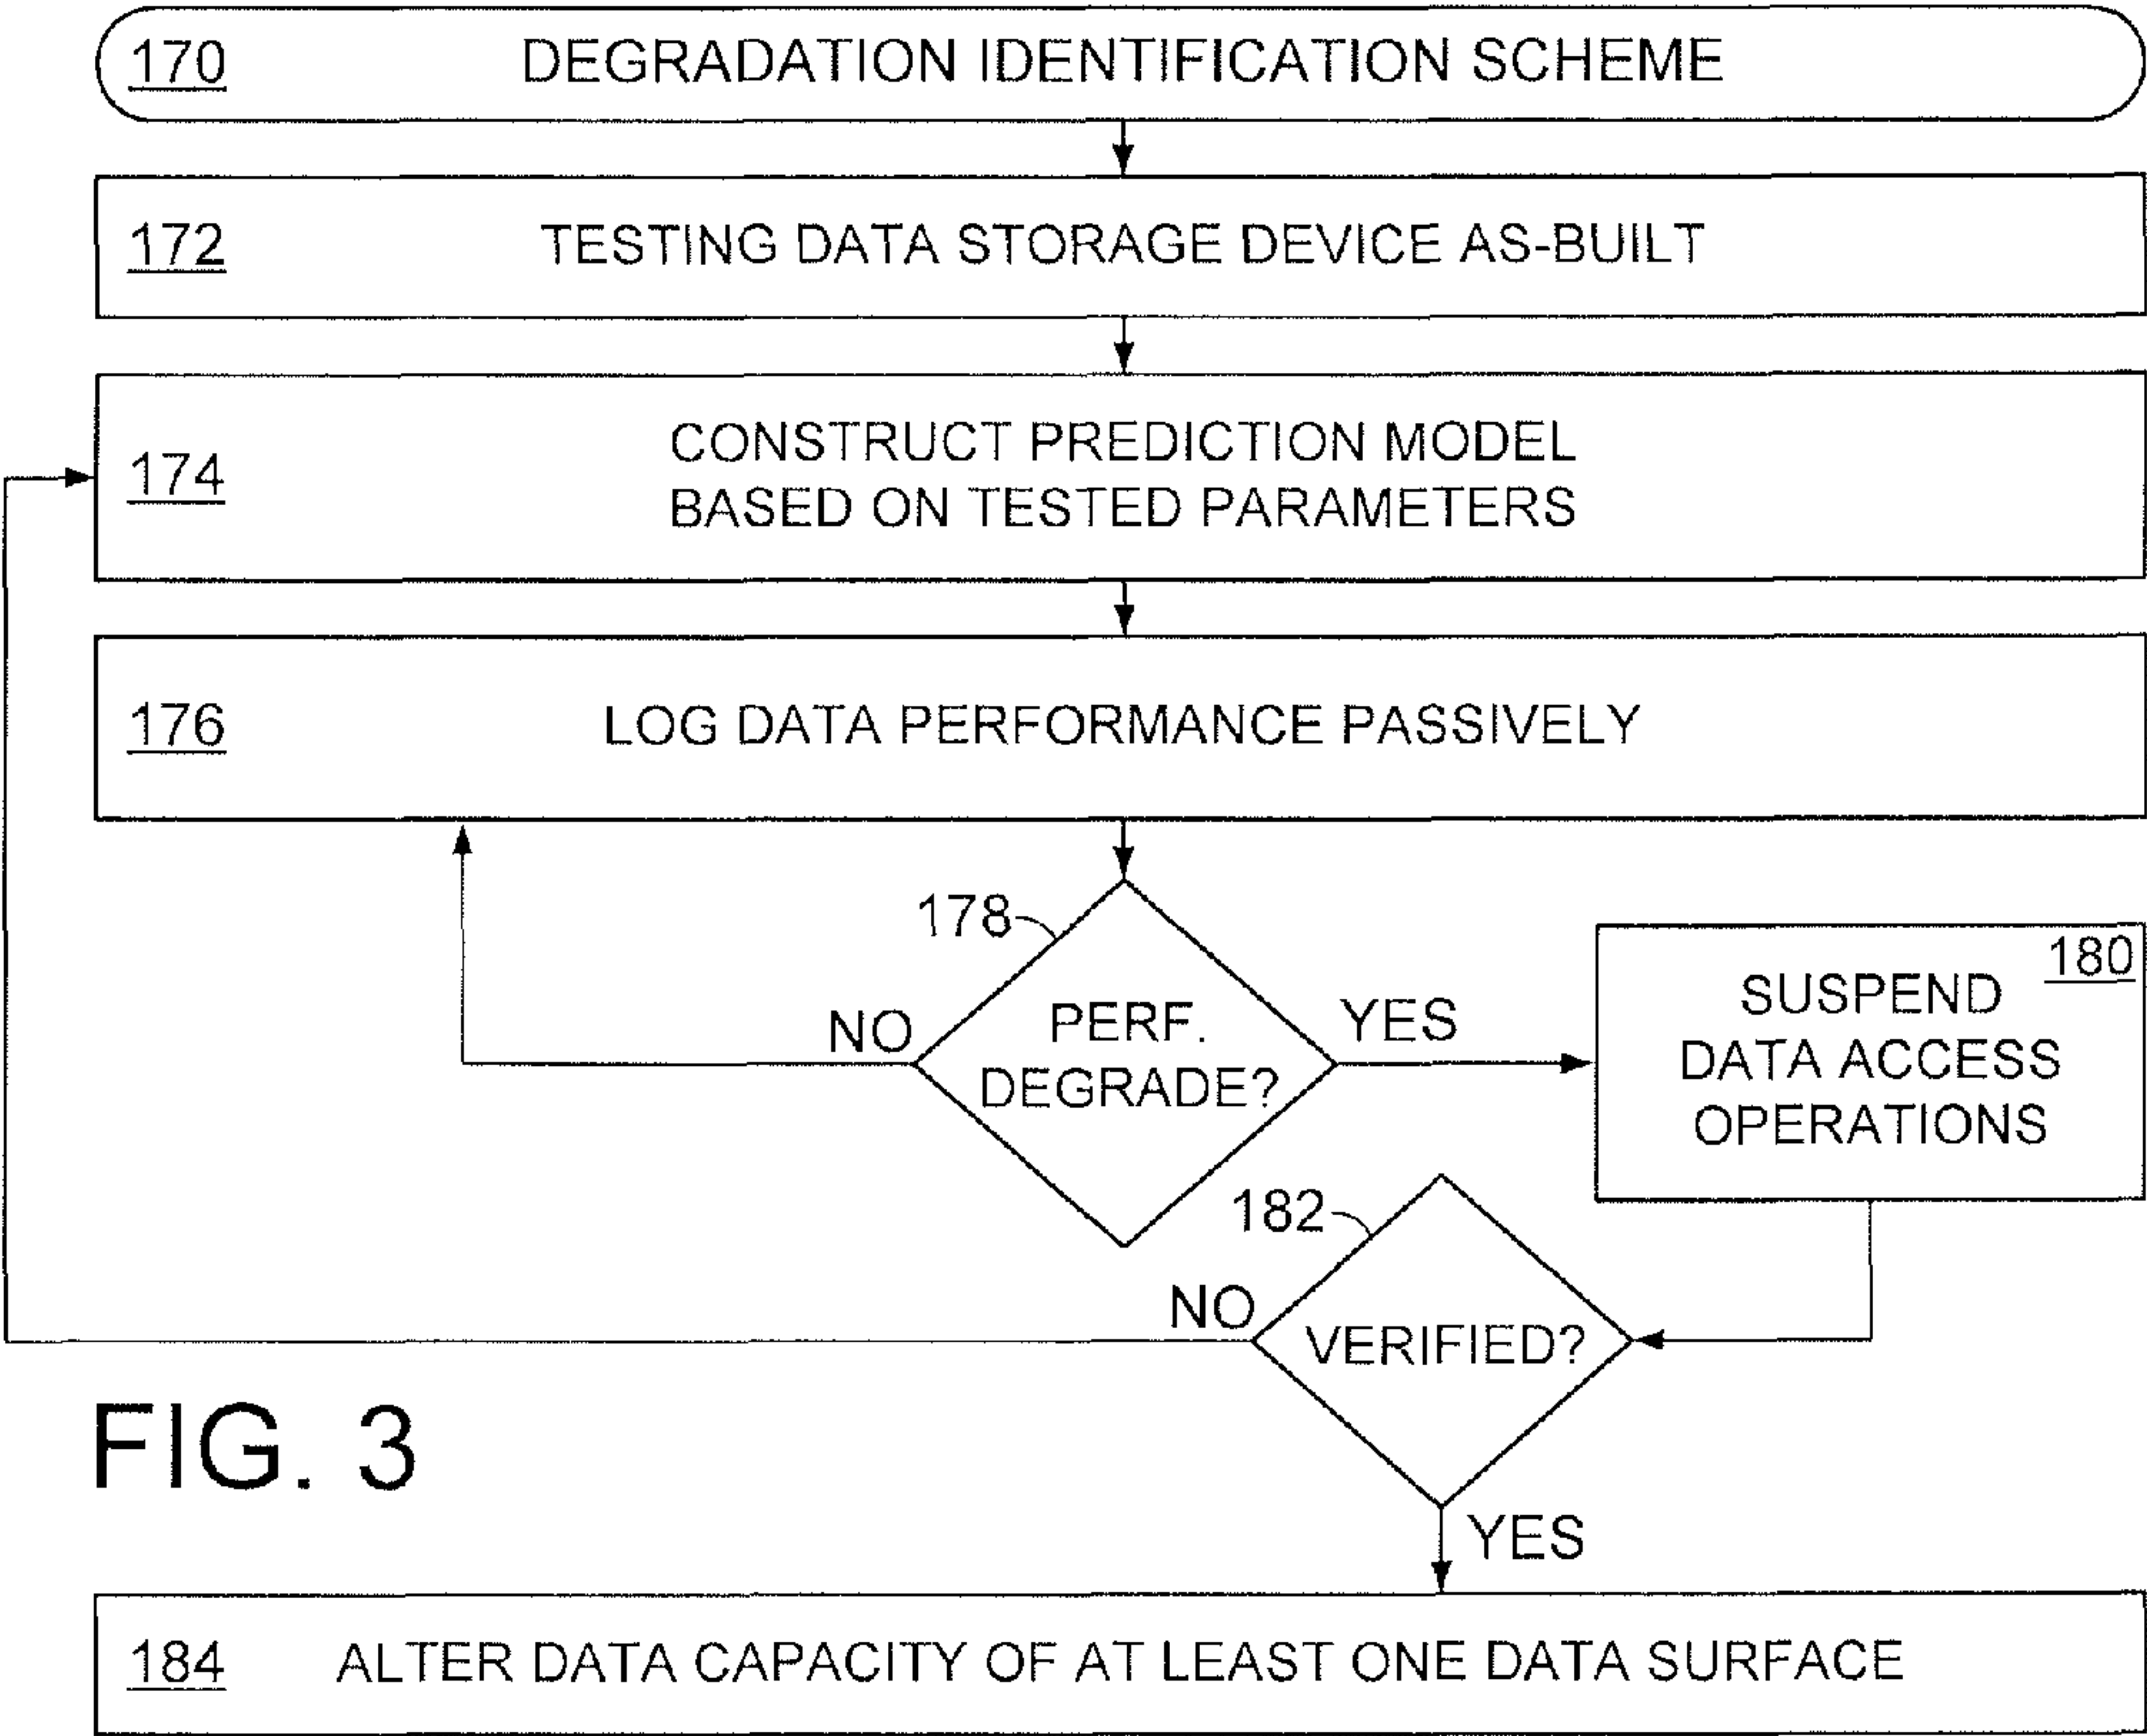 170 DEGRADATION IDENTIFICATION SCHEME
172 TESTING DATA STORAGE DEVICE AS-BUILT
CONSTRUCT PREDICTION MODEL
174
BASED ON TESTED PARAMETERS
176 LOG DATA PERFORMANCE PASSIVELY
178
NO
PERF.
DEGRADE?
YES
180
SUSPEND
DATA ACCESS
OPERATIONS
182
NO
VERIFIED?
YES
FIG. 3
184 ALTER DATA CAPACITY OF AT LEAST ONE DATA SURFACE